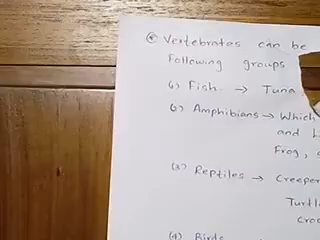 Vertebrates can be
Following groups
(1) Fish → Tuna
(2) Amphibians → Which
and
Frog,
(3) Reptiles → Creeper
Turtl
Croc
(4) Birds